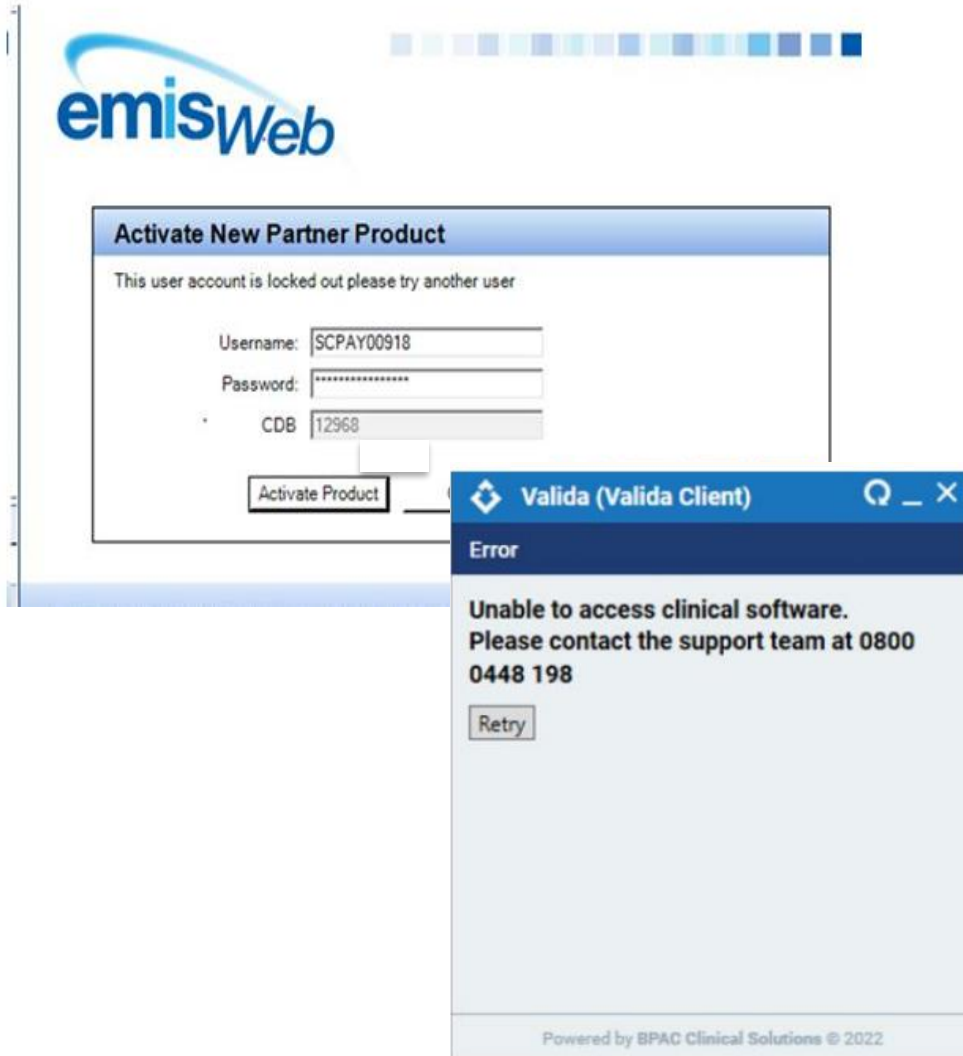 emisWeb
Activate New Partner Product
This user account is locked out please try another user
Username: SCPAY00918
Password: ****************
CDB 12968
Activate Product
Valida (Valida Client)
Error
Unable to access clinical software.
Please contact the support team at 0800
0448 198
Retry
Powered by BPAC Clinical Solutions © 2022